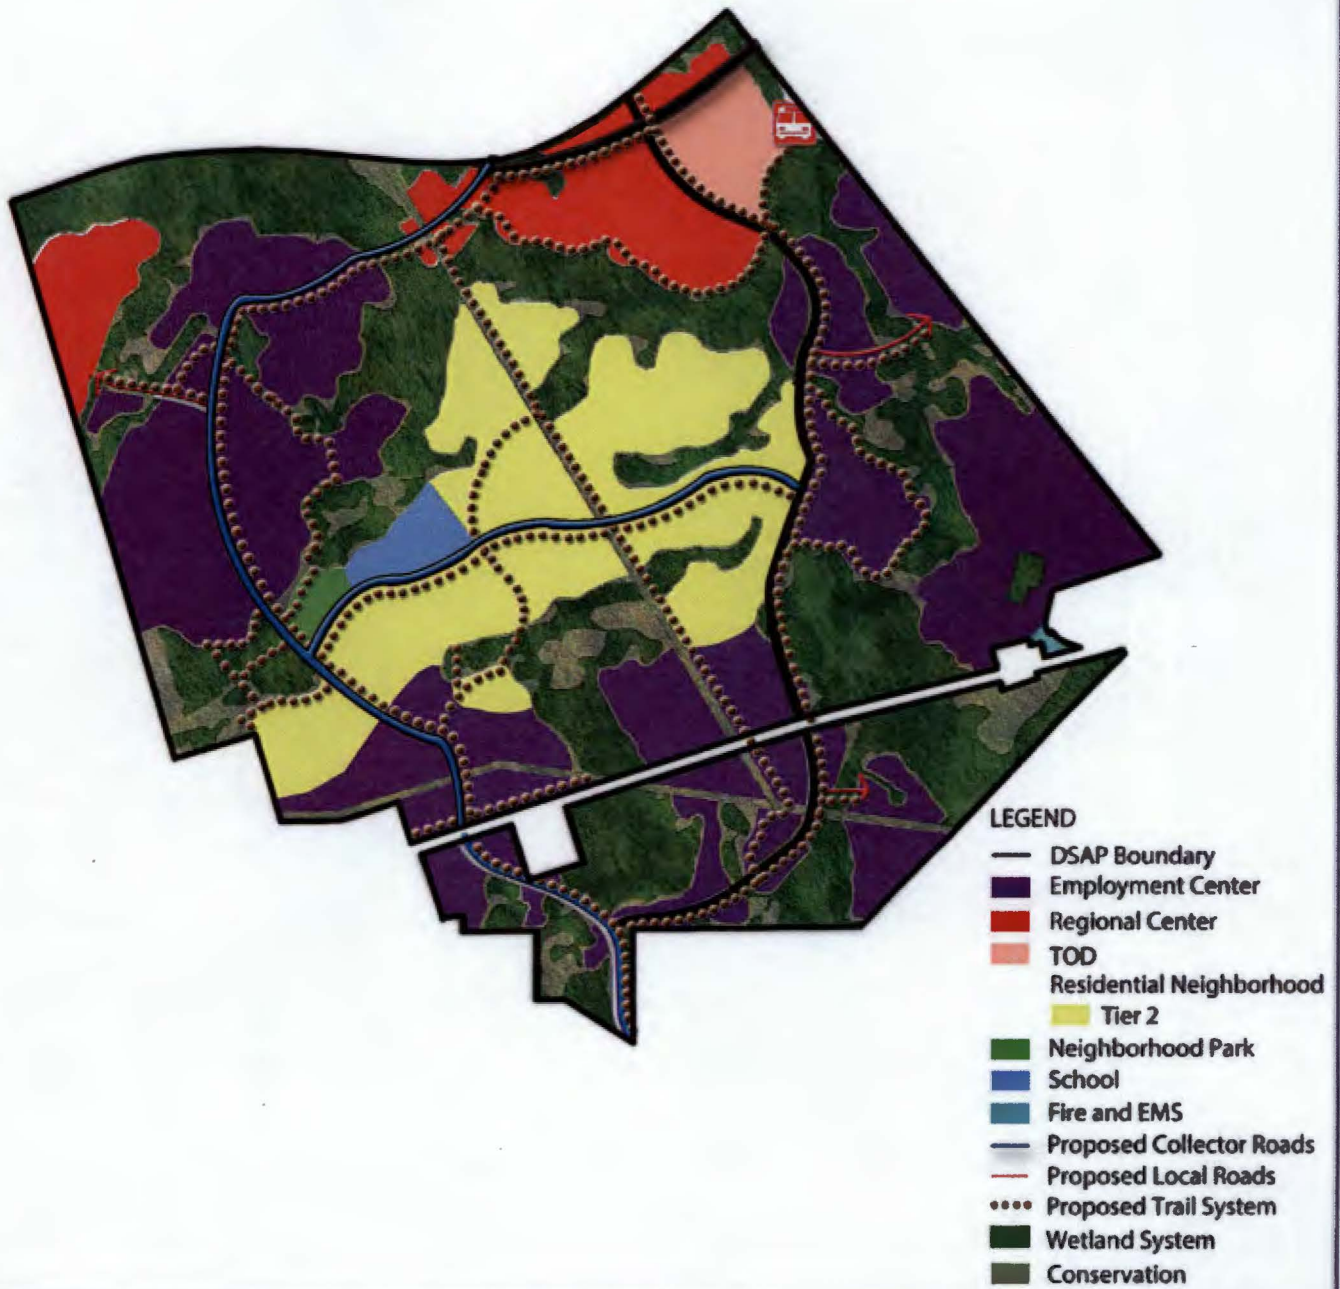 LEGEND
DSAP Boundary
Employment Center
Regional Center
TOD
Residential Neighborhood
Tier 2
Neighborhood Park
School
Fire and EMS
Proposed Collector Roads
Proposed Local Roads
Proposed Trail System
Wetland System
Conservation